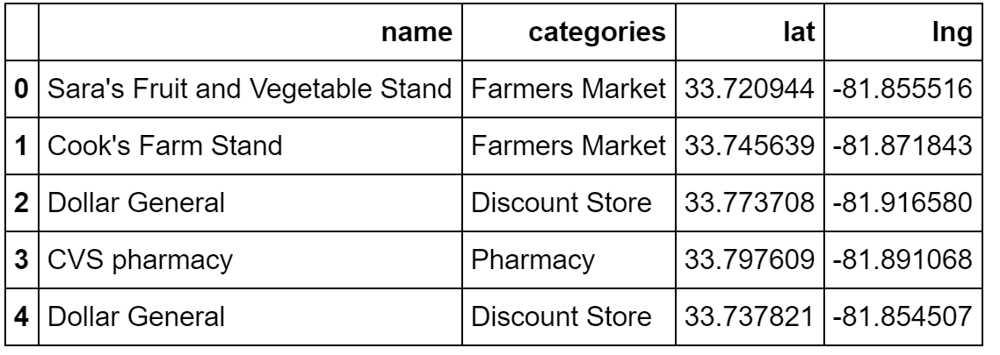 name categories lat lng
0 Sara's Fruit and Vegetable Stand Farmers Market 33.720944 -81.855516
1 Cook's Farm Stand Farmers Market 33.745639 -81.871843
2 Dollar General Discount Store 33.773708 -81.916580
3 CVS pharmacy Pharmacy 33.797609 -81.891068
4 Dollar General Discount Store 33.737821 -81.854507